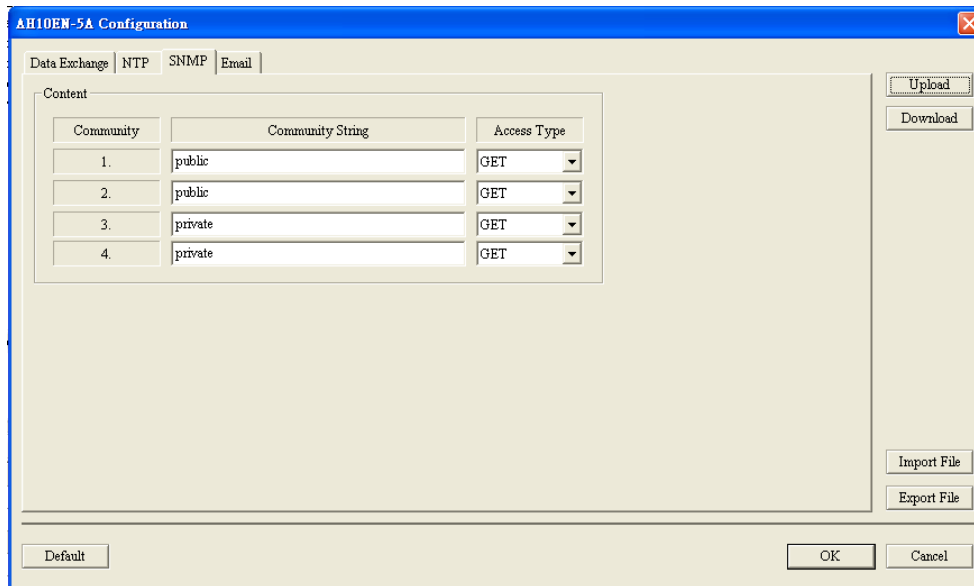 AH10EN-5A Configuration
Data Exchange NTP SNMP Email
Content
Community Community String Access Type
1. public GET
2. public GET
3. private GET
4. private GET
Upload
Download
Import File
Export File
Default OK Cancel